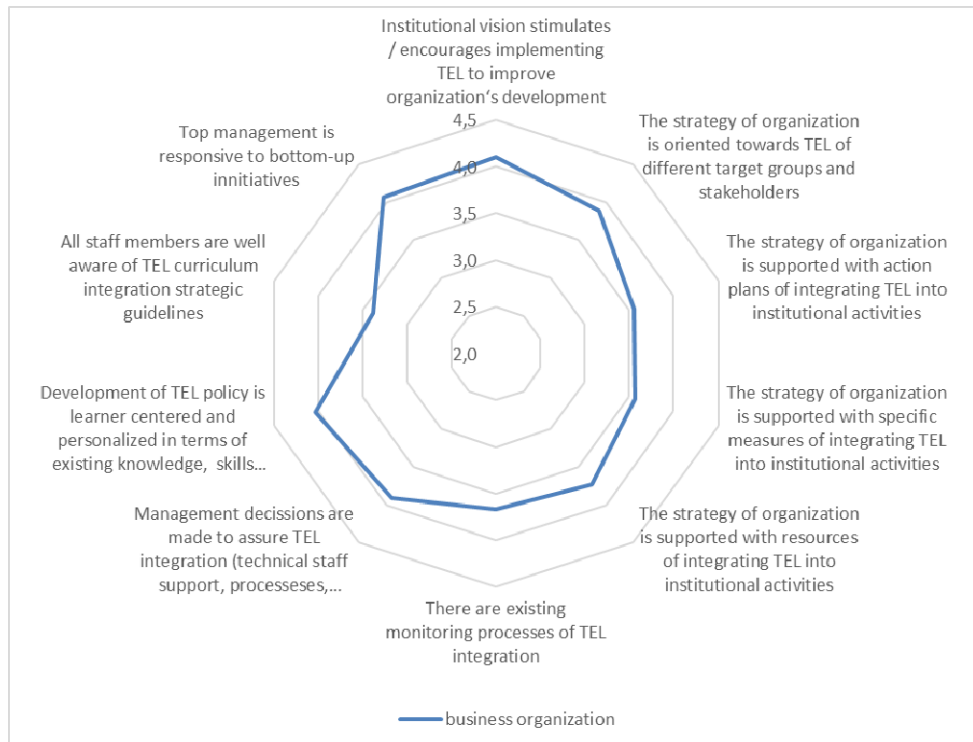 Institutional vision stimulates
/ encourages implementing
TEL to improve
organization‘s development
The strategy of organization
is oriented towards TEL of
different target groups and
stakeholders
The strategy of organization
is supported with action
plans of integrating TEL into
institutional activities
The strategy of organization
is supported with specific
measures of integrating TEL
into institutional activities
The strategy of organization
is supported with resources
of integrating TEL into
institutional activities
There are existing
monitoring processes of TEL
integration
Management decissions are
made to assure TEL
integration (technical staff
support, processeses,...
Development of TEL policy is
learner centered and
personalized in terms of
existing knowledge, skills...
All staff members are well
aware of TEL curriculum
integration strategic
guidelines
Top management is
responsive to bottom-up
innitiatives
4,5
4,0
3,5
3,0
2,5
2,0
business organization